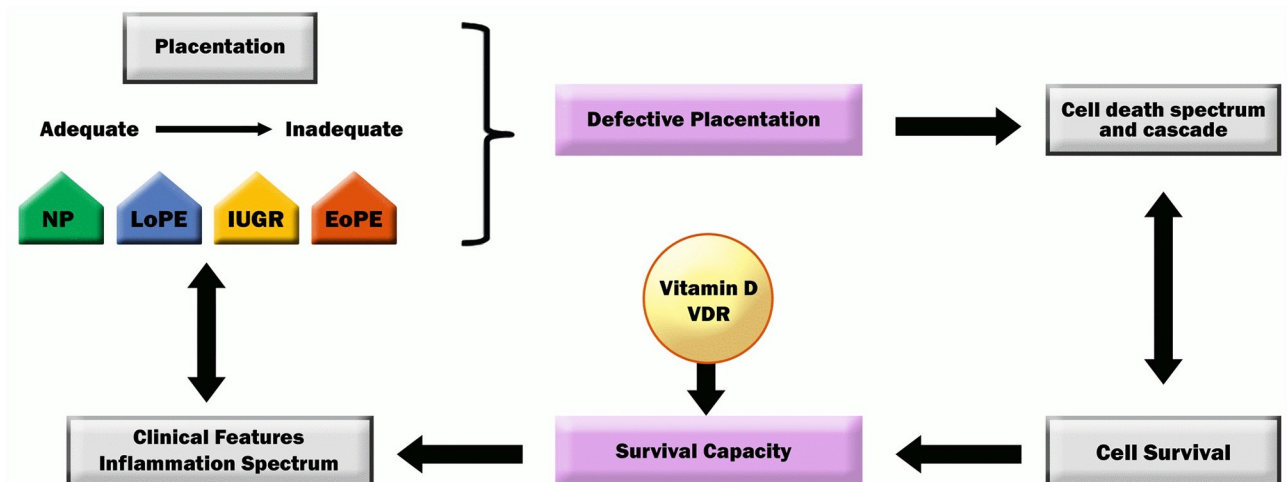 Placentation
Adequate
Inadequate
NP
LoPE
IUGR
EoPE
Defective Placentation
Cell death spectrum
and cascade
Vitamin D
VDR
Clinical Features
Inflammation Spectrum
Survival Capacity
Cell Survival